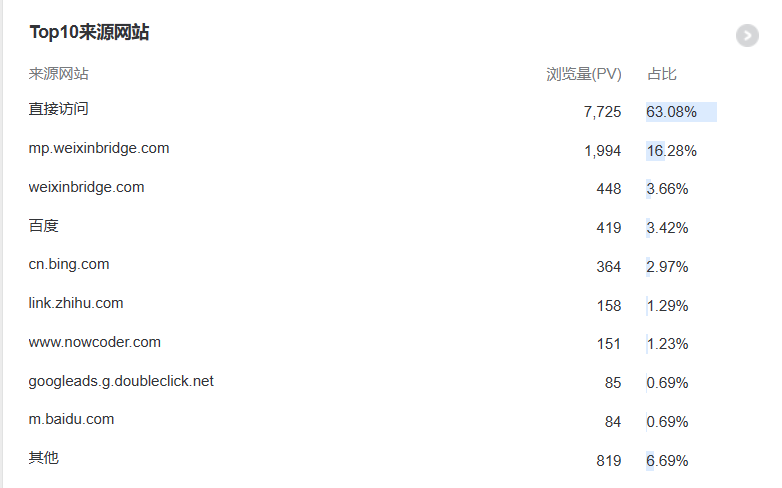 Top10来源网站
来源网站 浏览量(PV) 占比
直接访问 7,725 63.08%
mp.weixinbridge.com 1,994 16.28%
weixinbridge.com 448 3.66%
百度 419 3.42%
cn.bing.com 364 2.97%
link.zhihu.com 158 1.29%
www.nowcoder.com 151 1.23%
googleads.g.doubleclick.net 85 0.69%
m.baidu.com 84 0.69%
其他 819 6.69%